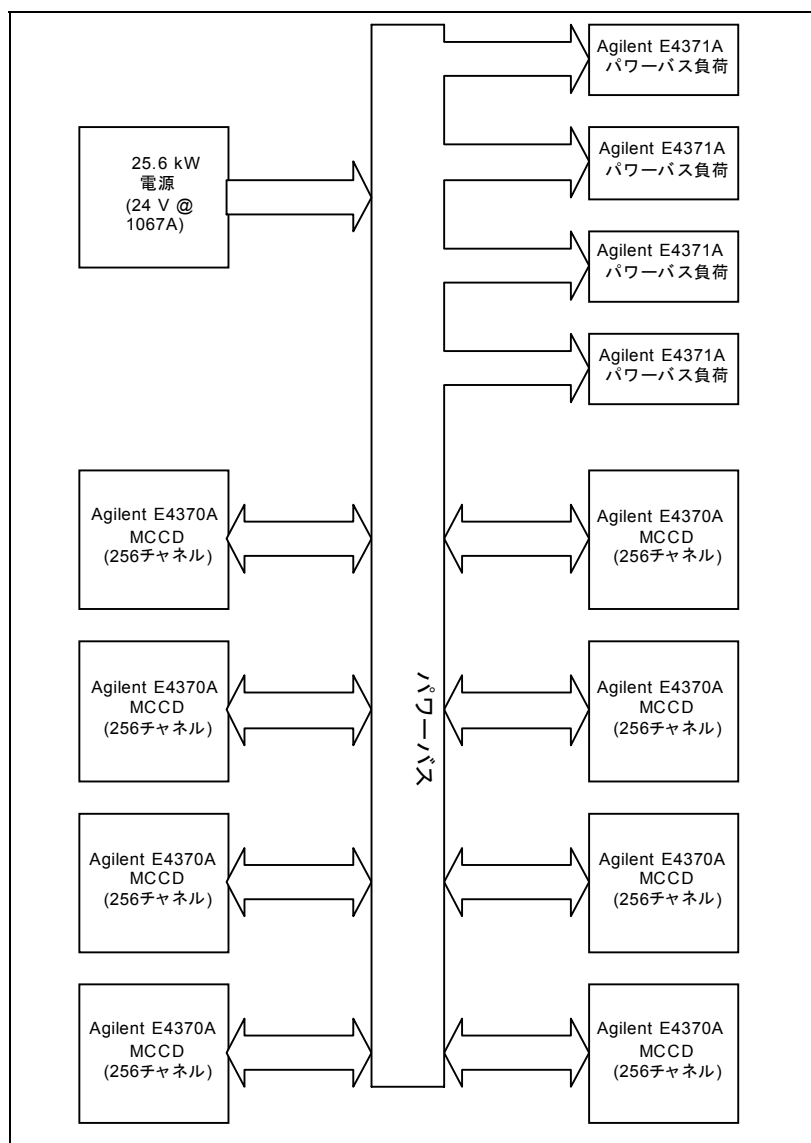 Agilent E4371A
パワーバス負荷
25.6 kW
電源
(24 V @
1067A)
Agilent E4371A
パワーバス負荷
Agilent E4371A
パワーバス負荷
Agilent E4371A
パワーバス負荷
Agilent E4370A
MCCD
(256チャネル)
Agilent E4370A
MCCD
(256チャネル)
パワーバス
Agilent E4370A
MCCD
(256チャネル)
Agilent E4370A
MCCD
(256チャネル)
Agilent E4370A
MCCD
(256チャネル)
Agilent E4370A
MCCD
(256チャネル)
Agilent E4370A
MCCD
(256チャネル)
Agilent E4370A
MCCD
(256チャネル)